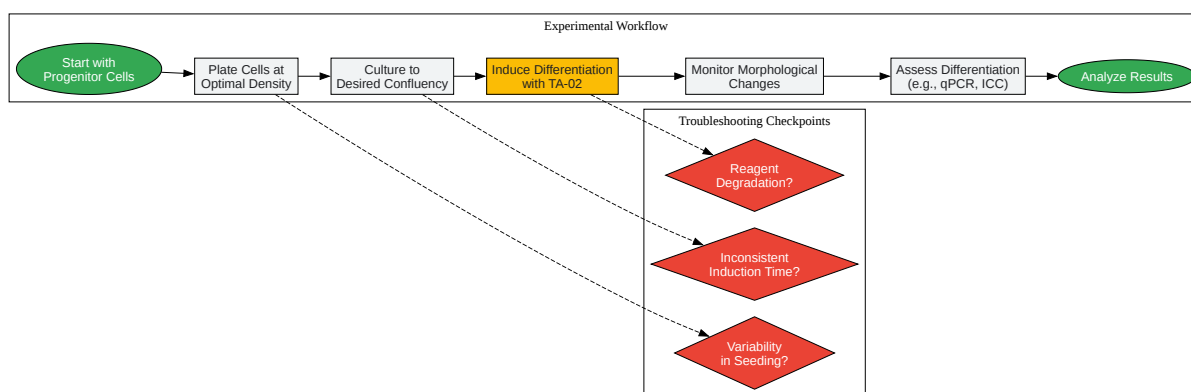 Experimental Workflow
Start with
Progenitor Cells
Plate Cells at
Optimal Density
Culture to
Desired Confluency
Induce Differentiation
with TA-02
Monitor Morphological
Changes
Assess Differentiation
(e.g., qPCR, ICC)
Analyze Results
Troubleshooting Checkpoints
Reagent
Degradation?
Inconsistent
Induction Time?
Variability
in Seeding?